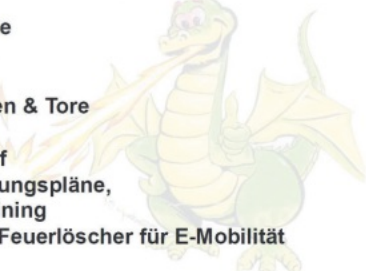 e
en & Tore
f
ungspläne,
ning
Feuerlöscher für E-Mobilität